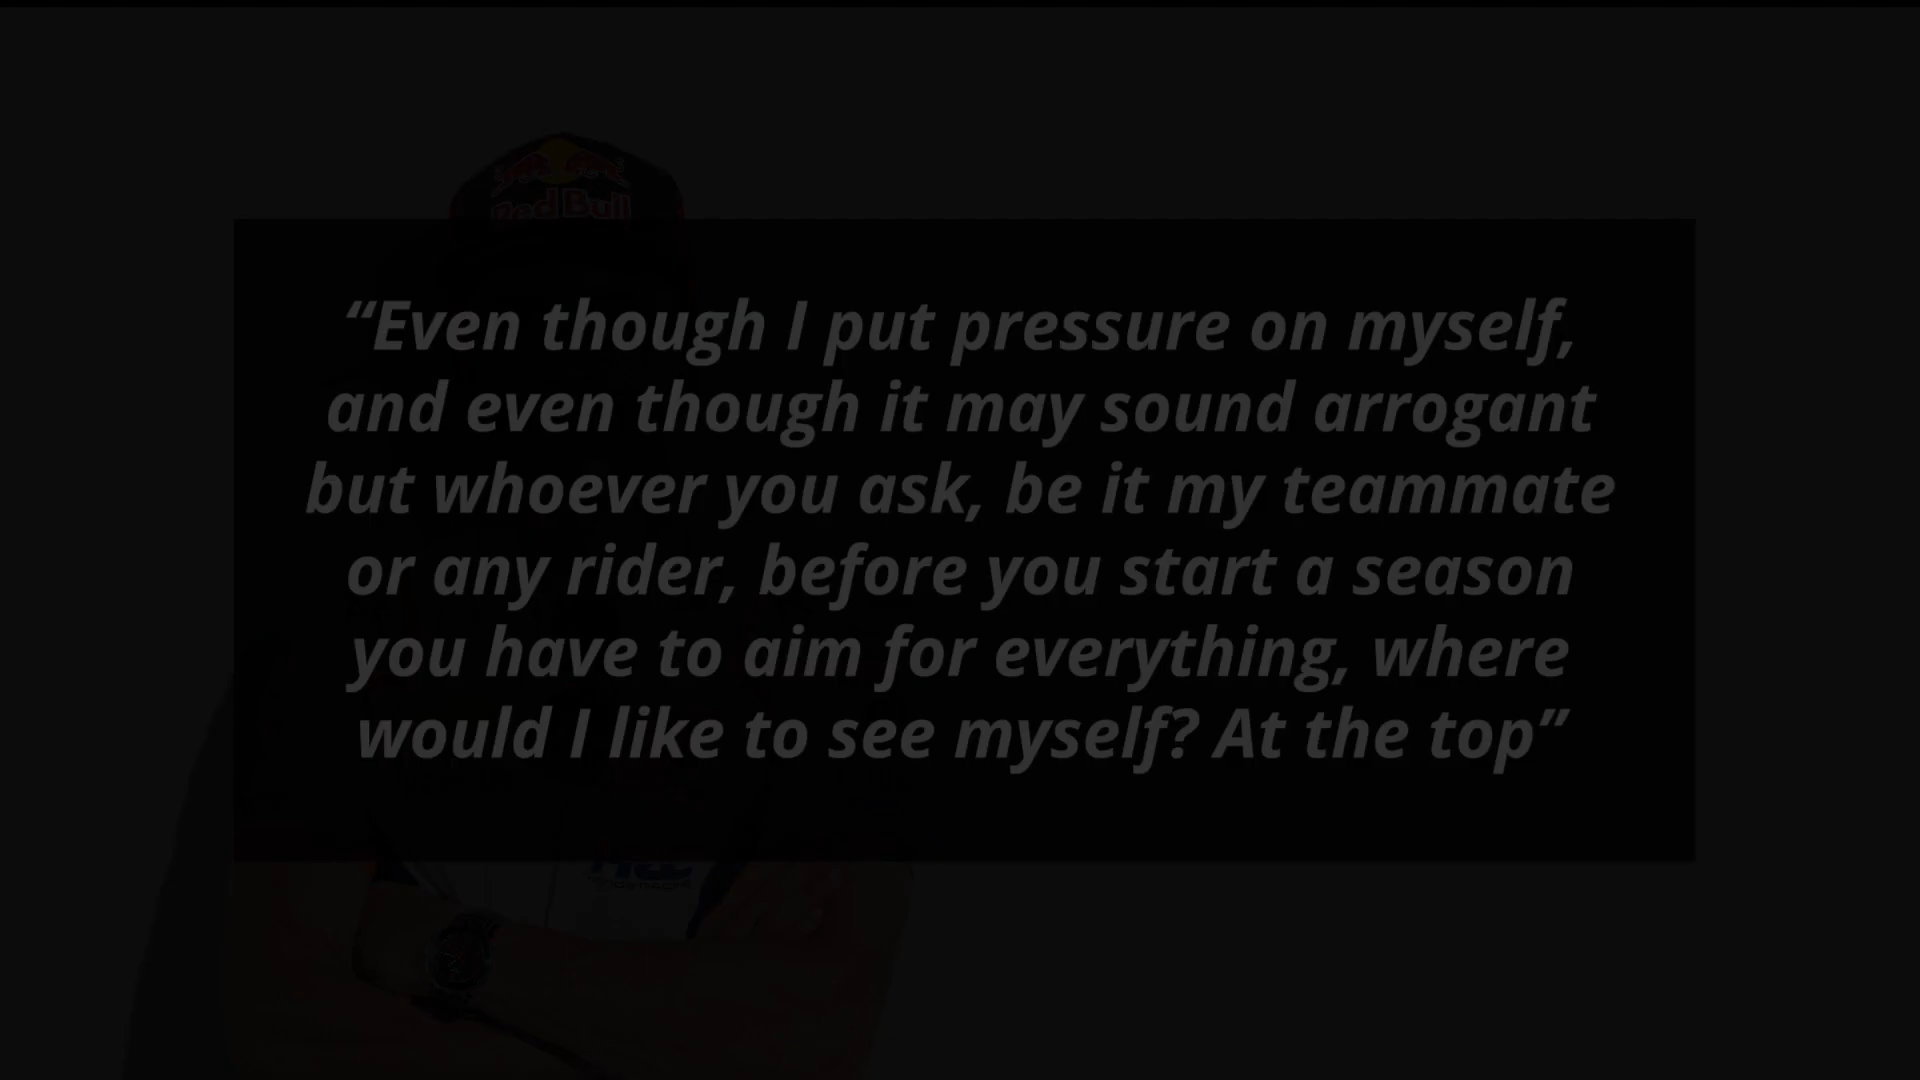 Red Bull
“Even though I put pressure on myself,
and even though it may sound arrogant
but whoever you ask, be it my teammate
or any rider, before you start a season
you have to aim for everything, where
would I like to see myself? At the top”